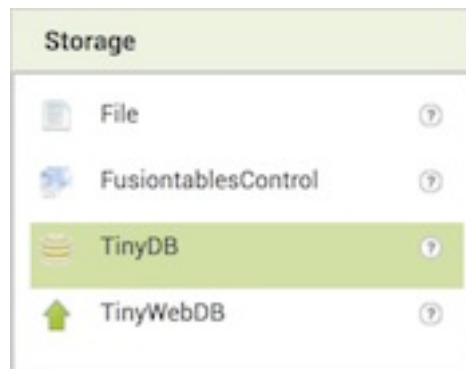 Storage
File ?
FusiontablesControl ?
TinyDB ?
TinyWebDB ?